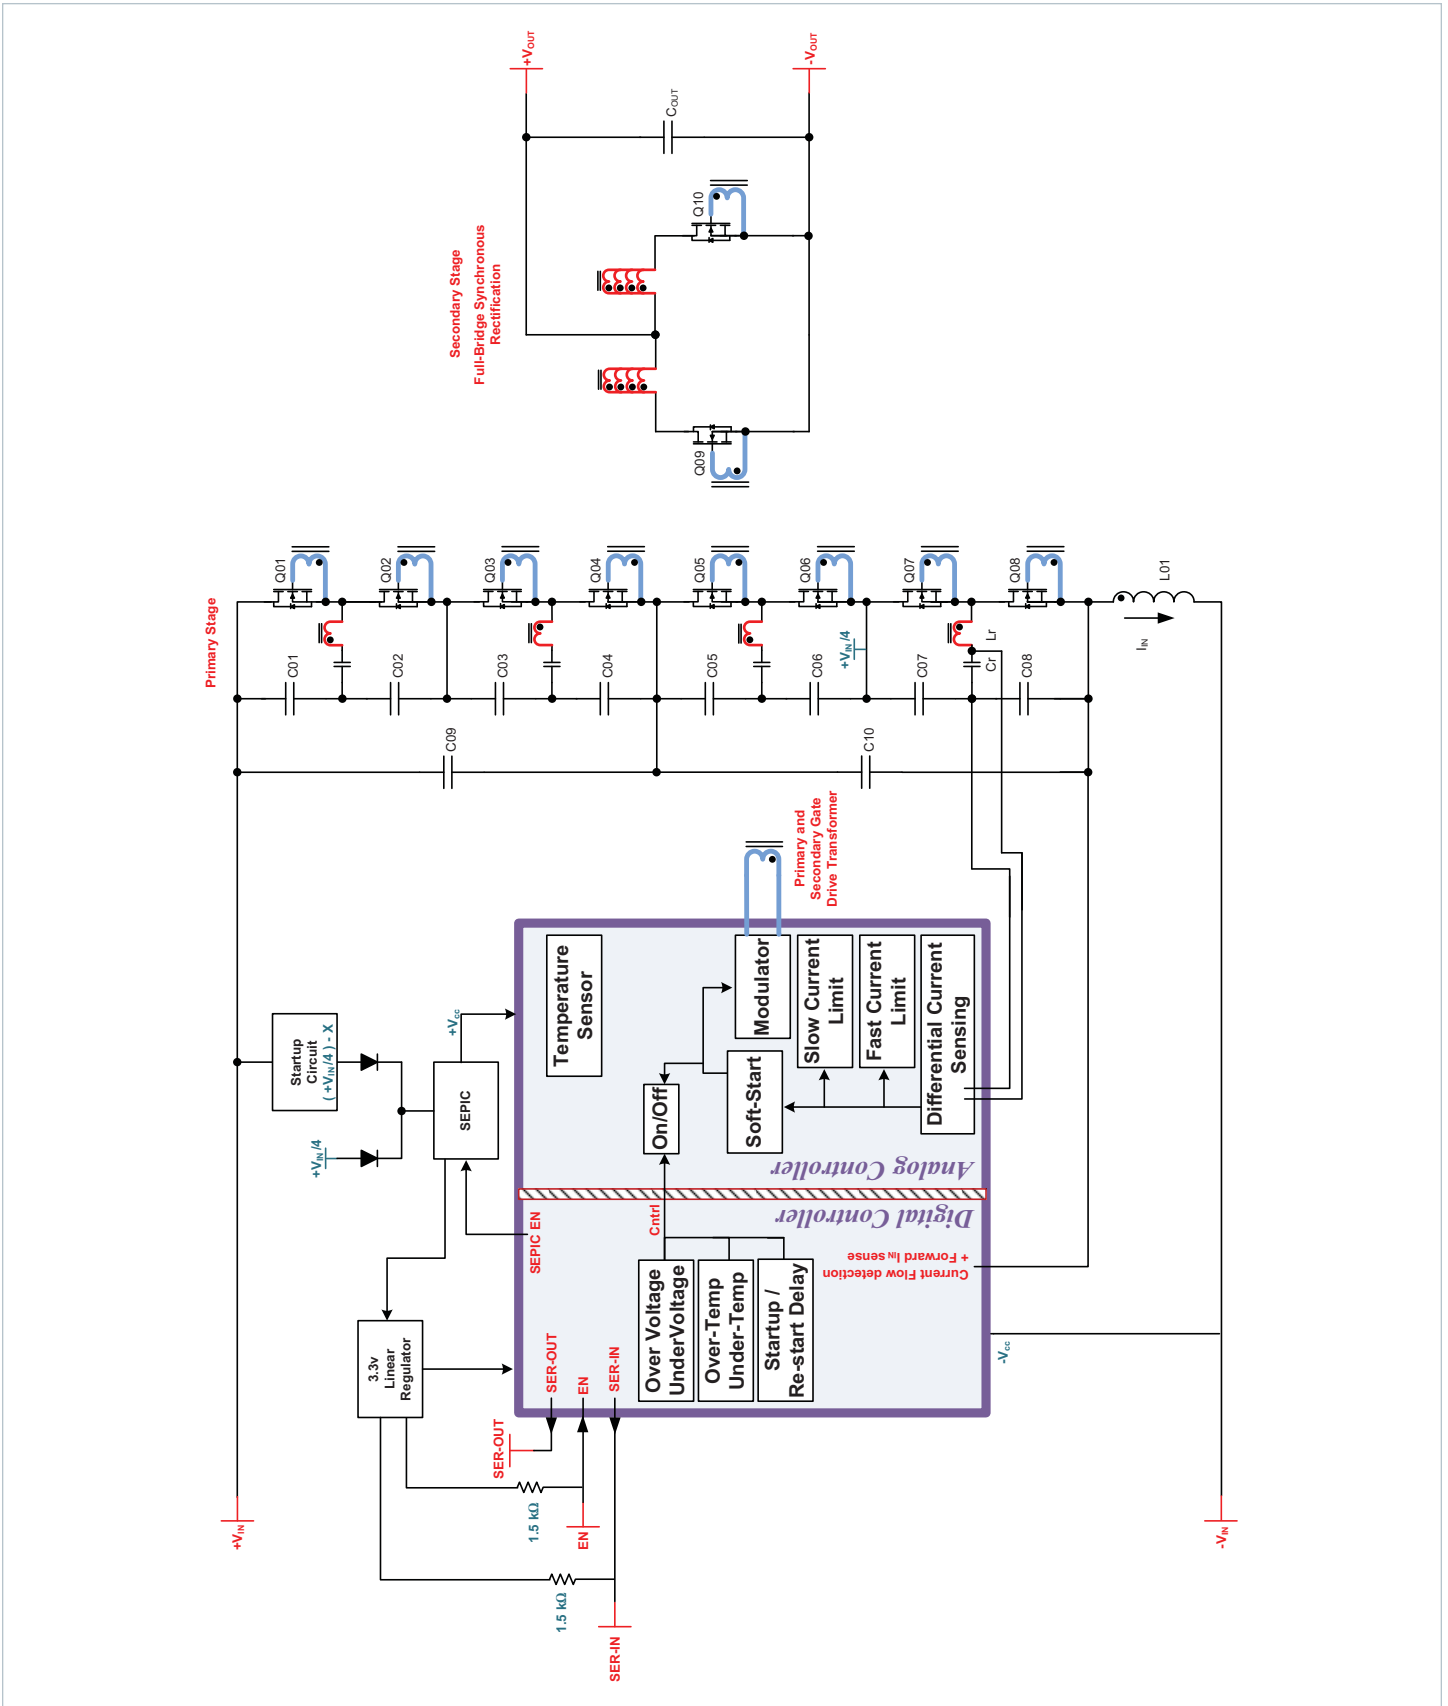 +VOUT
-VOUT
COUT
Q10
Secondary Stage
Full-Bridge Synchronous
Rectification
Q09
Primary Stage
Q01
Q02
Q03
Q04
Q05
Q06
Q07
Q08
L01
IIN
C01
C02
C03
C04
C05
C06
C07
C08
+VIN/4
Lr
Cr
C09
C10
Primary and
Secondary Gate
Drive Transformer
Startup
Circuit
( +VIN/4 ) - X
+VIN/4
SEPIC
+Vcc
Temperature
Sensor
Modulator
Slow Current
Limit
Fast Current
Limit
Differential Current
Sensing
On/Off
Soft-Start
Analog Controller
Digital Controller
SEPIC EN
Cntrl
Over Voltage
UnderVoltage
Over-Temp
Under-Temp
Startup /
Re-start Delay
Current Flow detection
+ Forward IIN sense
3.3v
Linear
Regulator
SER-OUT
EN
SER-IN
-Vcc
SER-OUT
1.5 kΩ
EN
1.5 kΩ
SER-IN
+VIN
-VIN